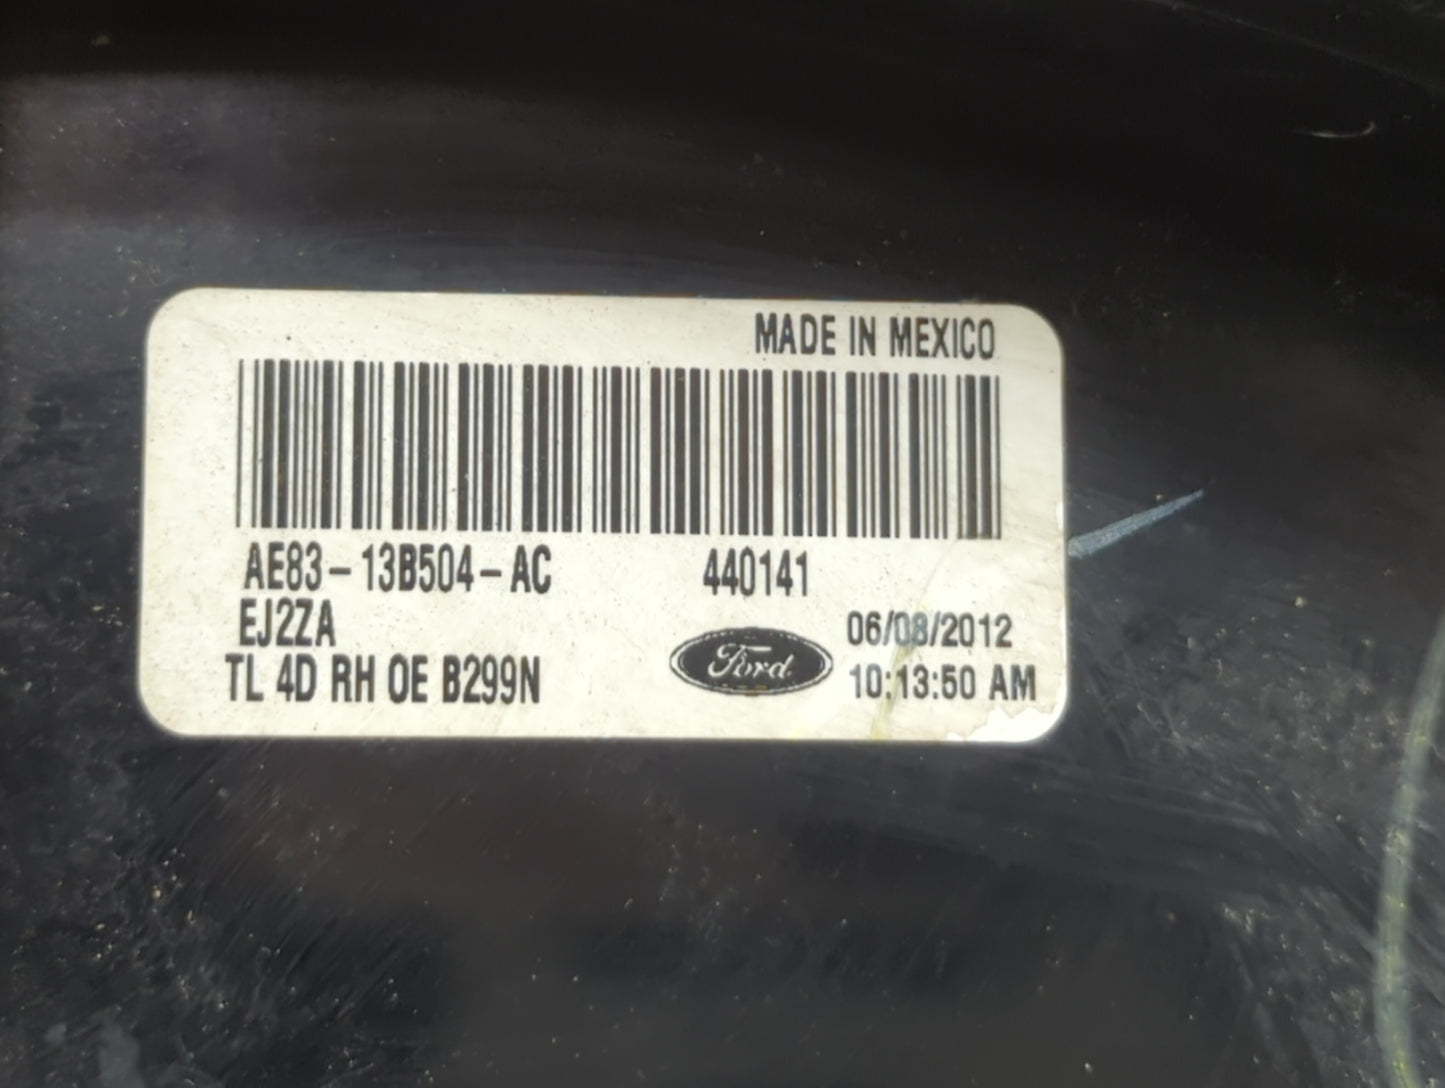 MADE IN MEXICO
AE83-13B504-AC 440141
EJ2ZA
TL 4D RH OE B299N
Ford
06/08/2012
10:13:50 AM